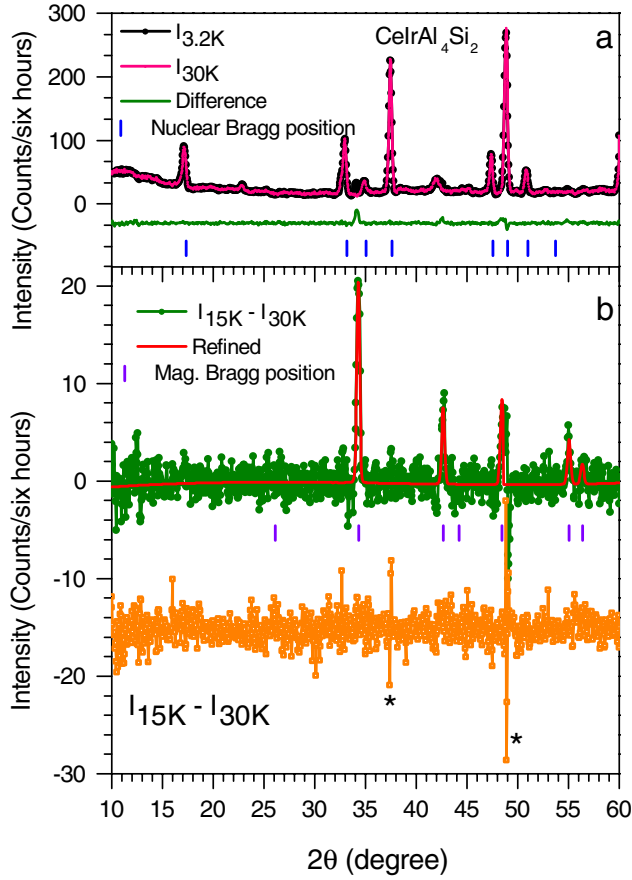 I3.2K
CeIrAl4Si2
a
I30K
Difference
Nuclear Bragg position
Intensity (Counts/six hours)
300
200
100
0
I15K - I30K
b
Refined
Mag. Bragg position
Intensity (Counts/six hours)
20
10
0
-10
-20
-30
*
*
I15K - I30K
10 15 20 25 30 35 40 45 50 55 60
2θ (degree)